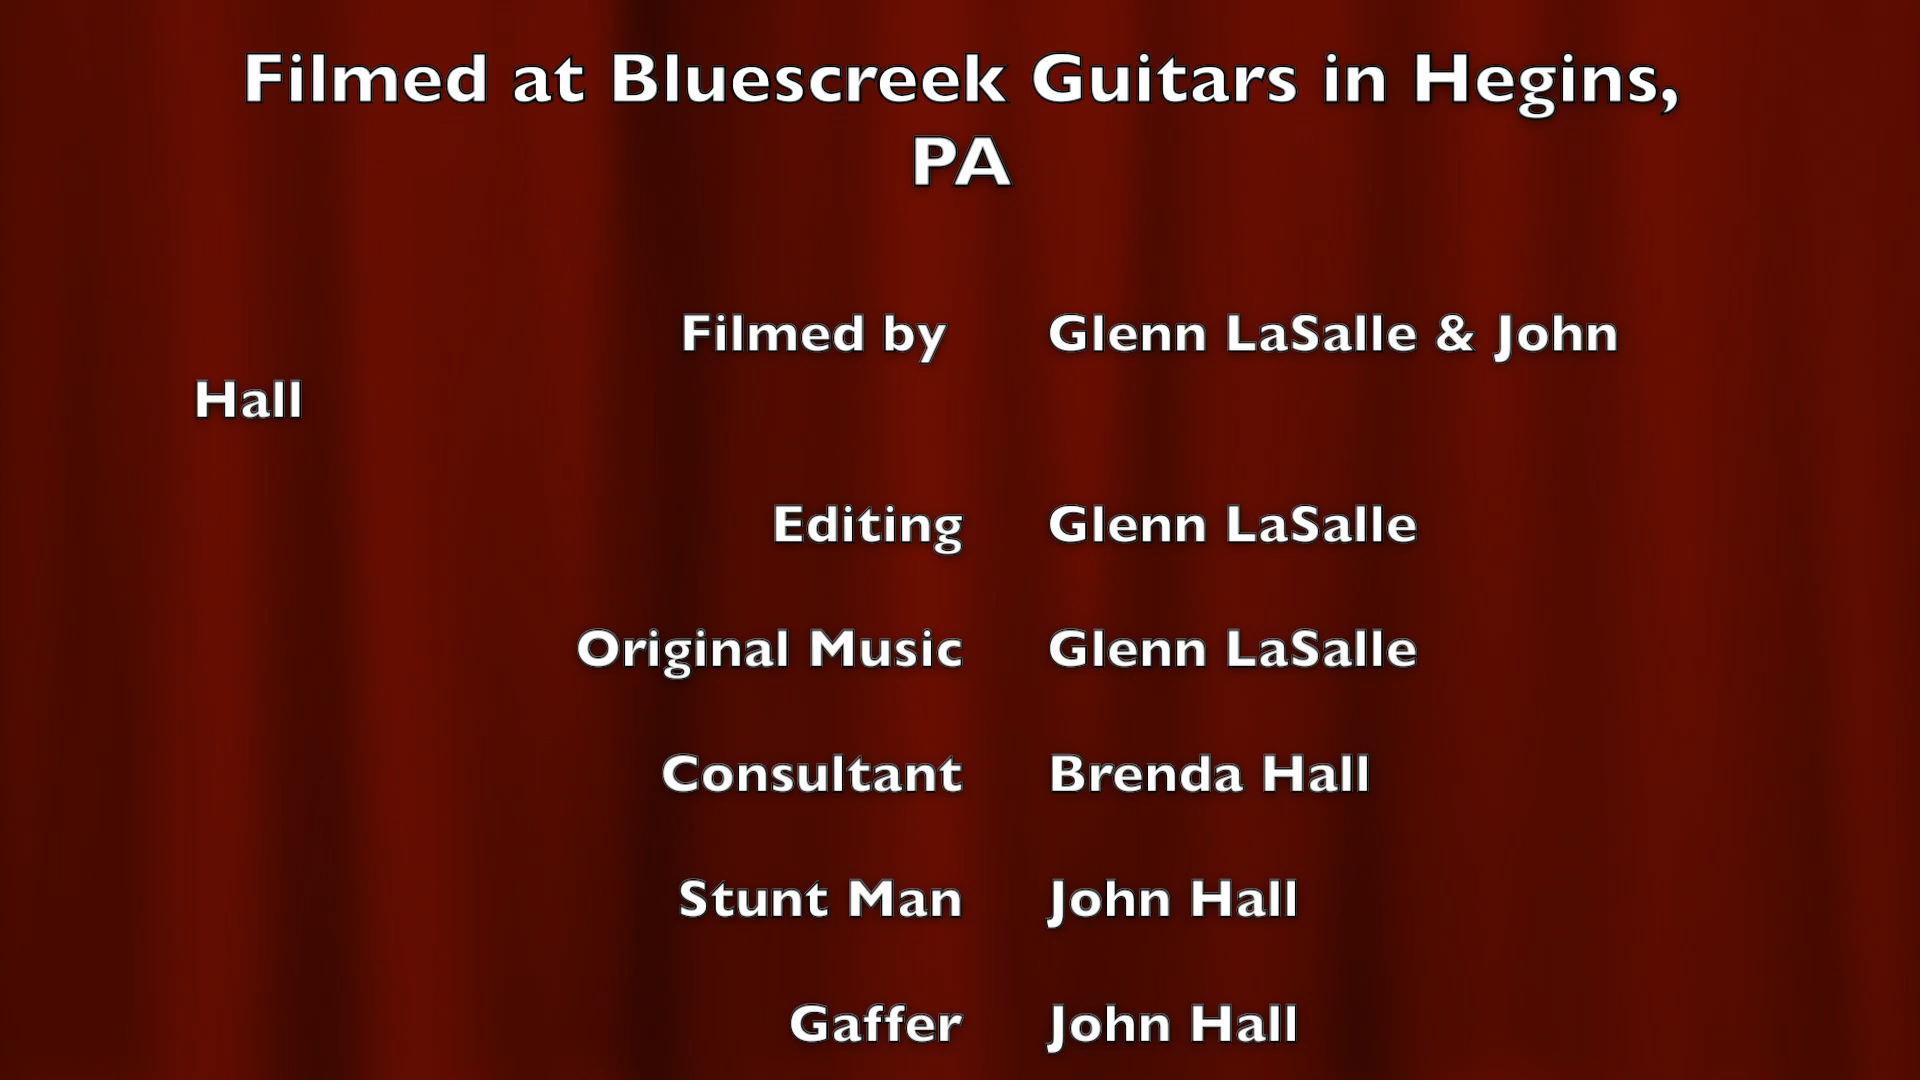 Filmed at Bluescreek Guitars in Hegins,
PA
Filmed by Glenn LaSalle & John
Hall
Editing Glenn LaSalle
Original Music Glenn LaSalle
Consultant Brenda Hall
Stunt Man John Hall
Gaffer John Hall